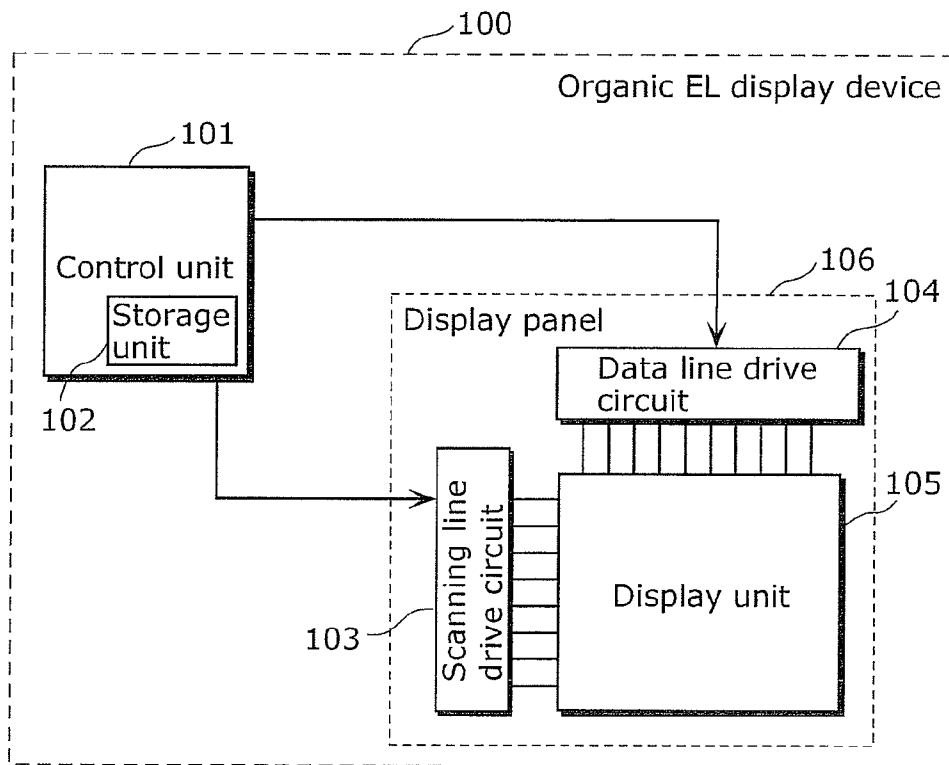 100
Organic EL display device
101
Control unit
Storage
unit
102
106
Display panel
104
Data line drive
circuit
105
Scanning line
drive circuit
103
Display unit